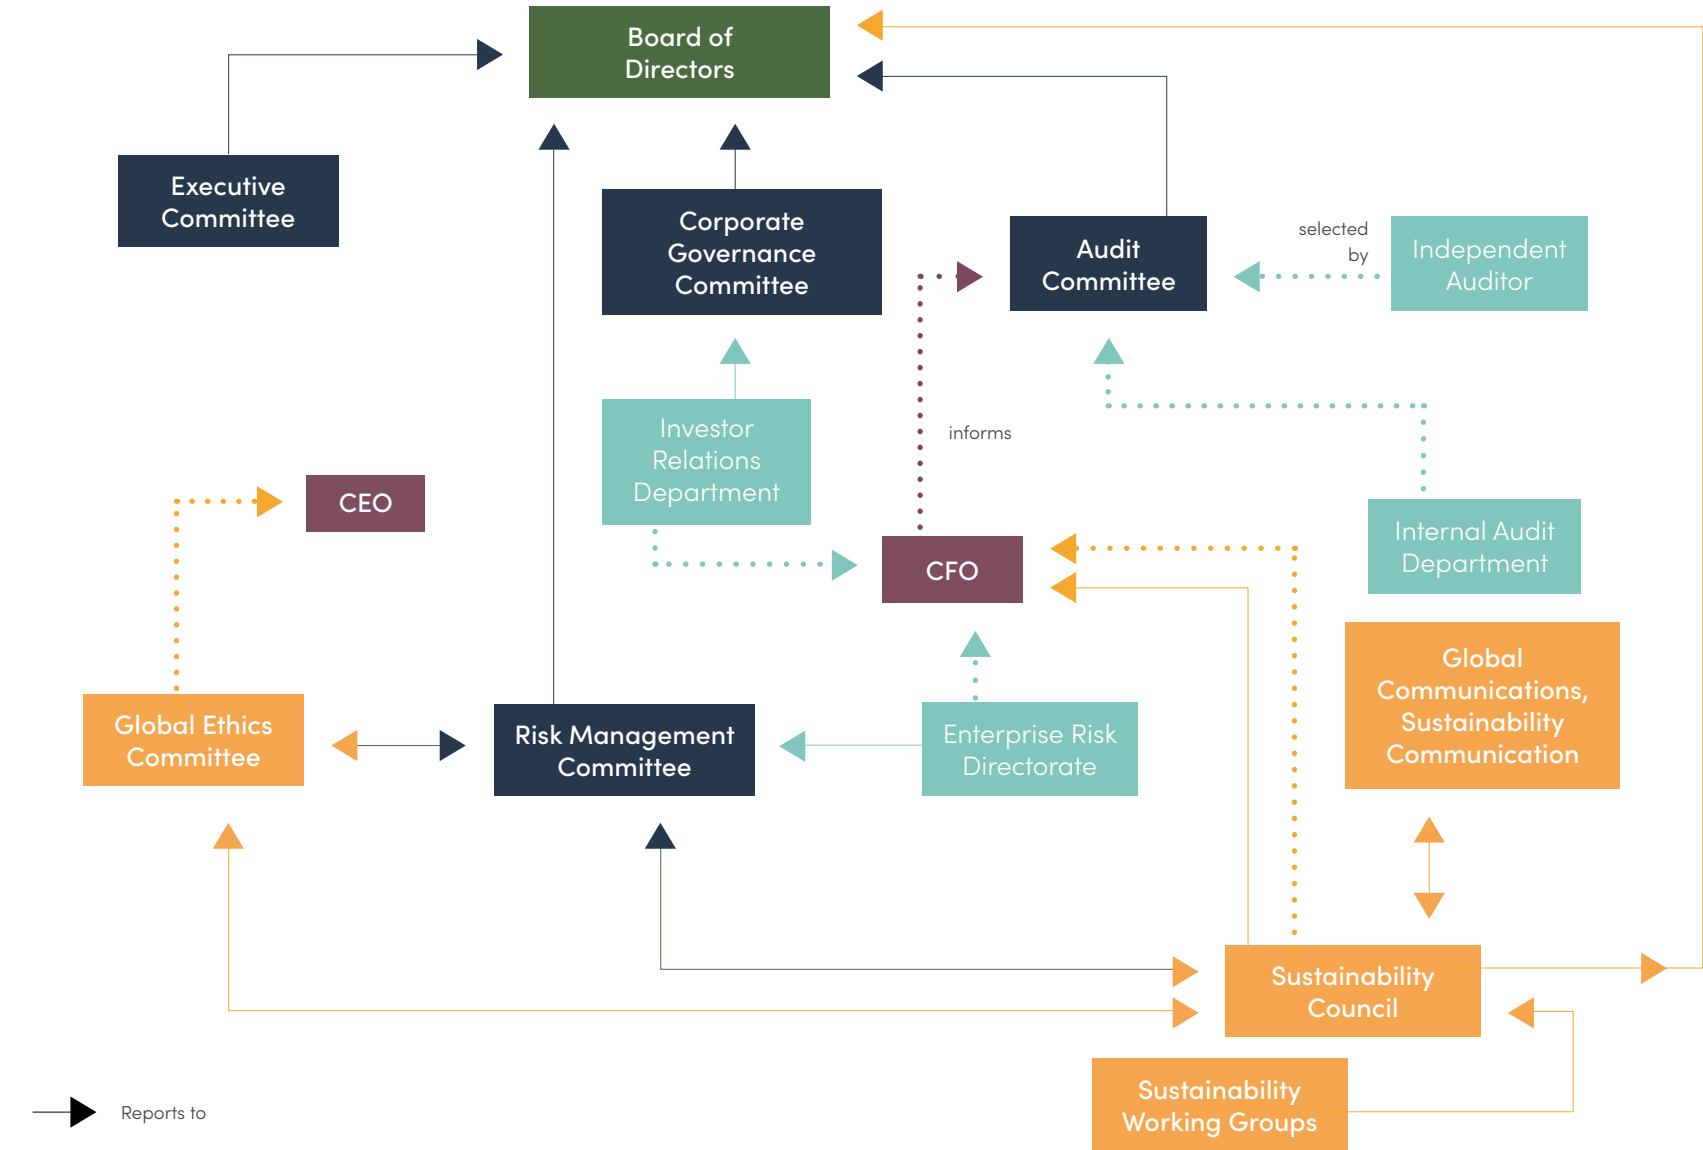 Board of
Directors
Executive
Committee
Corporate
Governance
Committee
Audit
Committee
selected
by
Independent
Auditor
Investor
Relations
Department
informs
CEO
CFO
Internal Audit
Department
Global
Communications,
Sustainability
Communication
Global Ethics
Committee
Risk Management
Committee
Enterprise Risk
Directorate
Sustainability
Council
Sustainability
Working Groups
Reports to